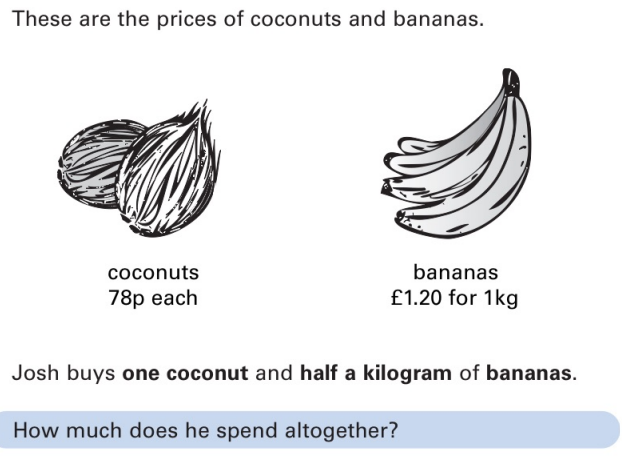 These are the prices of coconuts and bananas.
coconuts
78p each
bananas
£1.20 for 1kg
Josh buys one coconut and half a kilogram of bananas.
How much does he spend altogether?